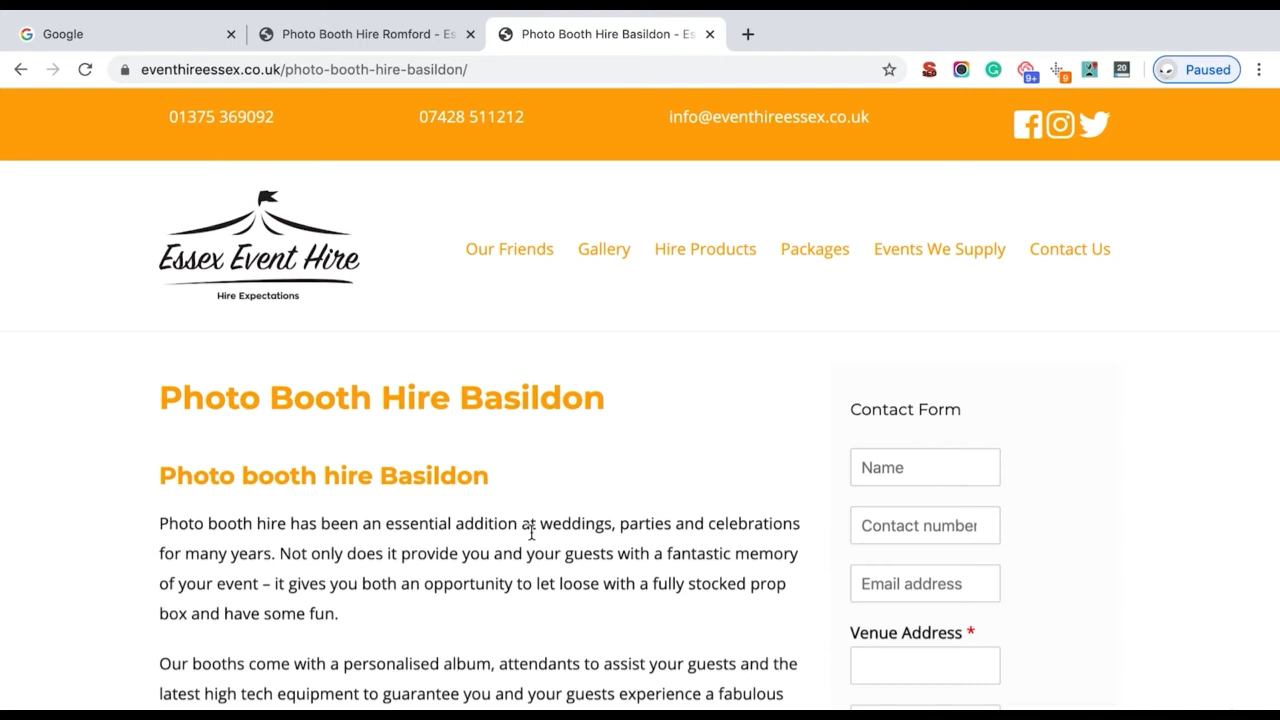 Google
Photo Booth Hire Romford - Es
Photo Booth Hire Basildon - Es
eventhireessex.co.uk/photo-booth-hire-basildon/
9+
9
20
Paused
01375 369092
07428 511212
info@eventhireessex.co.uk
Essex Event Hire
Hire Expectations
Our Friends
Gallery
Hire Products
Packages
Events We Supply
Contact Us
Photo Booth Hire Basildon
Photo booth hire Basildon
Photo booth hire has been an essential addition at weddings, parties and celebrations
for many years. Not only does it provide you and your guests with a fantastic memory
of your event – it gives you both an opportunity to let loose with a fully stocked prop
box and have some fun.
Our booths come with a personalised album, attendants to assist your guests and the
latest high tech equipment to guarantee you and your guests experience a fabulous
Contact Form
Name
Contact number
Email address
Venue Address *